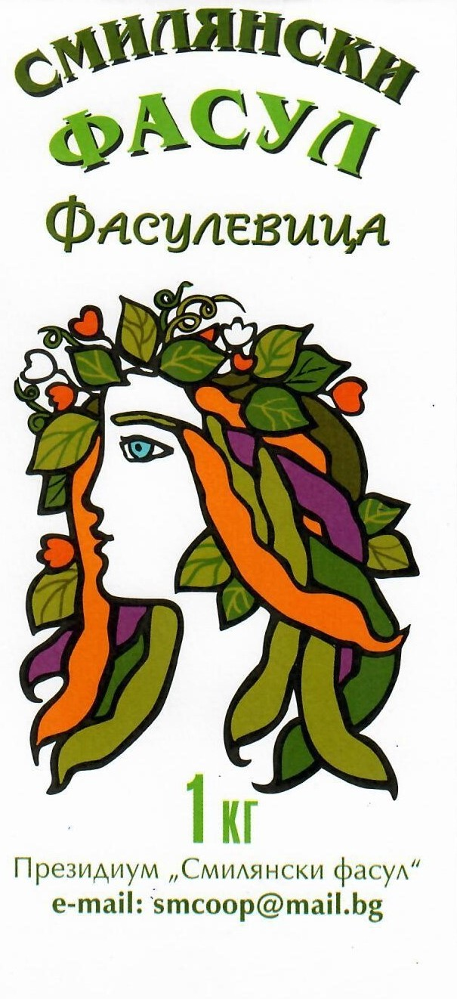 СМИЛЯНСКИ
ФАСУЛ
ФАСУЛЕВИЦА
1 кг
Президиум „Смилянски фасул“
e-mail: smcoop@mail.bg